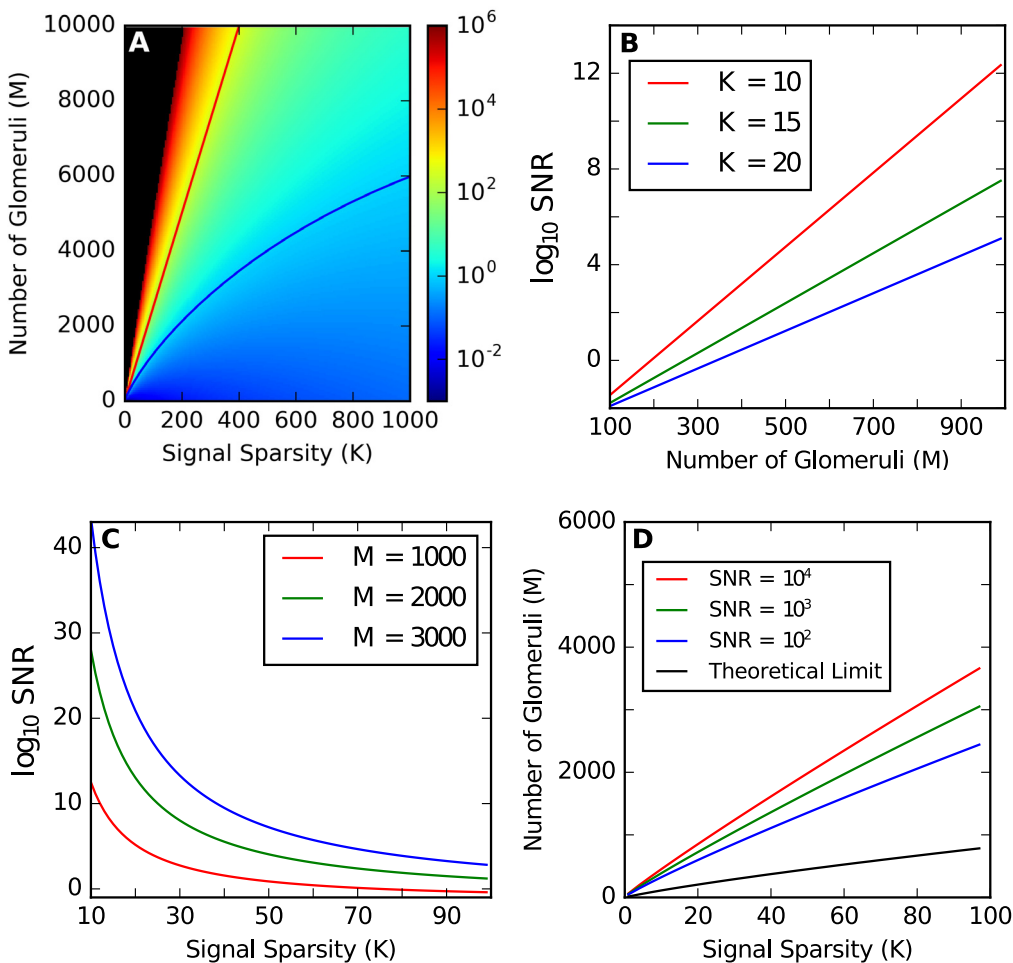 A
Number of Glomeruli (M)
10000
8000
6000
4000
2000
0
0 200 400 600 800 1000
Signal Sparsity (K)
10^6
10^4
10^2
10^0
10^-2
B
K = 10
K = 15
K = 20
log10 SNR
12
8
4
0
100 300 500 700 900
Number of Glomeruli (M)
C
M = 1000
M = 2000
M = 3000
log10 SNR
40
30
20
10
0
10 30 50 70 90
Signal Sparsity (K)
D
SNR = 10^4
SNR = 10^3
SNR = 10^2
Theoretical Limit
Number of Glomeruli (M)
6000
4000
2000
0
0 20 40 60 80 100
Signal Sparsity (K)